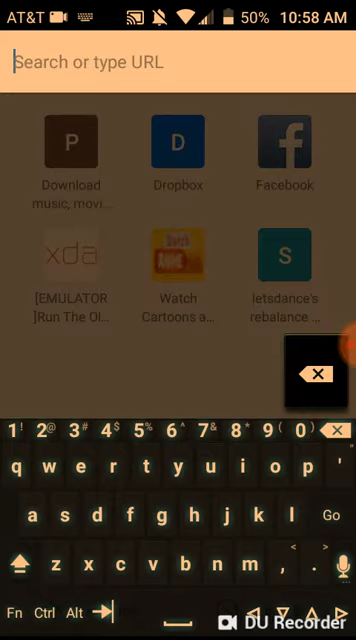 AT&T 50% 10:58 AM
Search or type URL
P D f
Download music, movi... Dropbox Facebook
xda Watch ANIME S
[EMULATOR ]Run The Ol... Watch Cartoons a... letsdance's rebalance ...
1! 2@ 3# 4$ 5% 6^ 7& 8* 9( 0)
q w e r t y u i o p ' "
a s d f g h j k l Go
z x c v b n m , < . >
Fn Ctrl Alt
DU Recorder